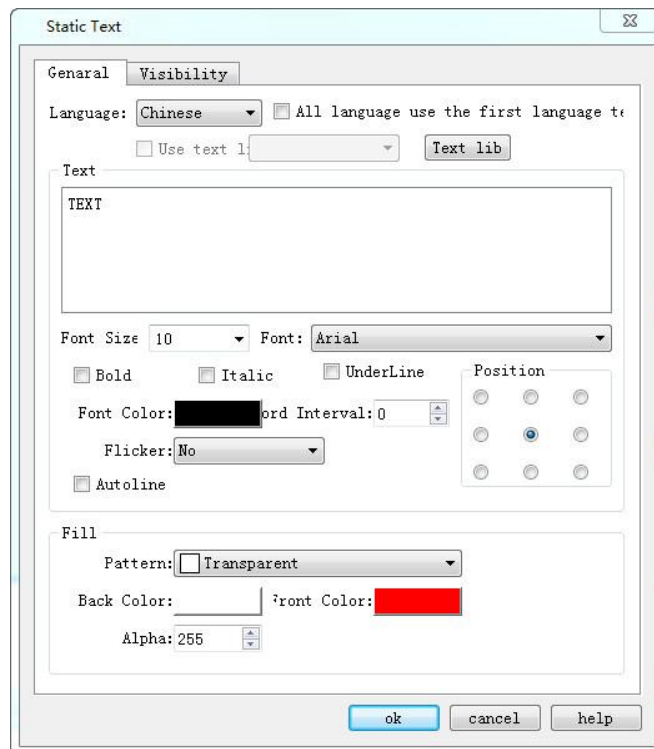 Static Text
Genaral Visibility
Language: Chinese All language use the first language te
Use text li Text lib
Text
TEXT
Font Size 10 Font: Arial
Bold Italic UnderLine Position
Font Color: ord Interval: 0
Flicker: No
Autoline
Fill
Pattern: Transparent
Back Color: Front Color:
Alpha: 255
ok cancel help